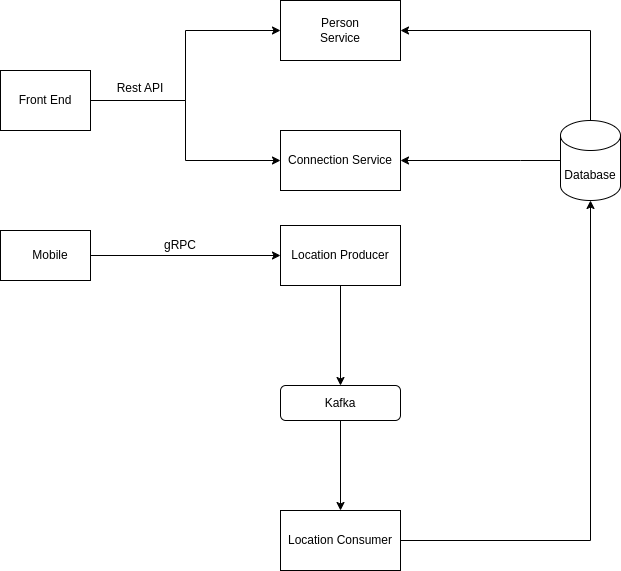 Person
Service
Rest API
Front End
Connection Service
Database
Mobile
gRPC
Location Producer
Kafka
Location Consumer